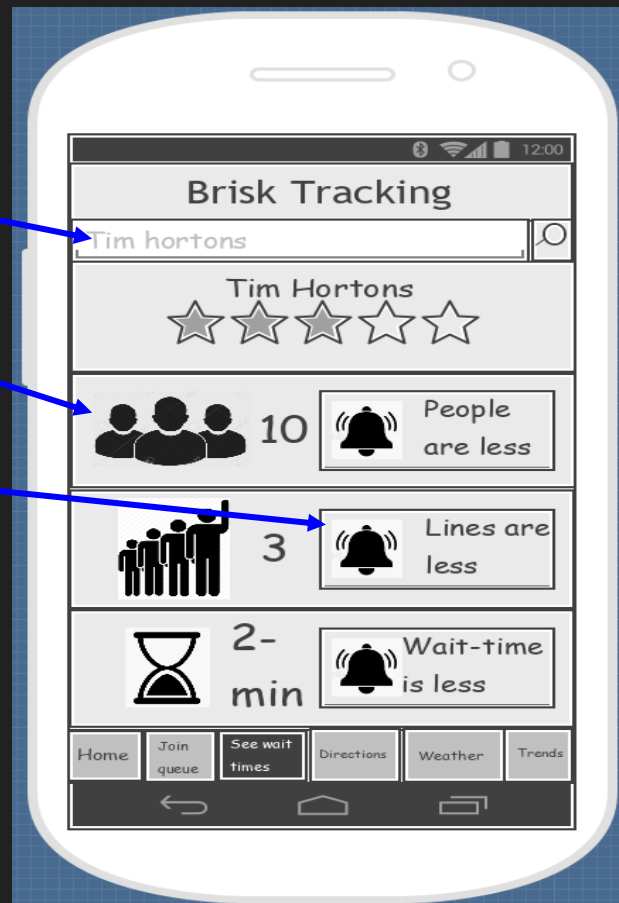 12:00
Brisk Tracking
Tim hortons
Tim Hortons
10
People
are less
3
Lines are
less
2-
min
Wait-time
is less
Home
Join
queue
See wait
times
Directions
Weather
Trends